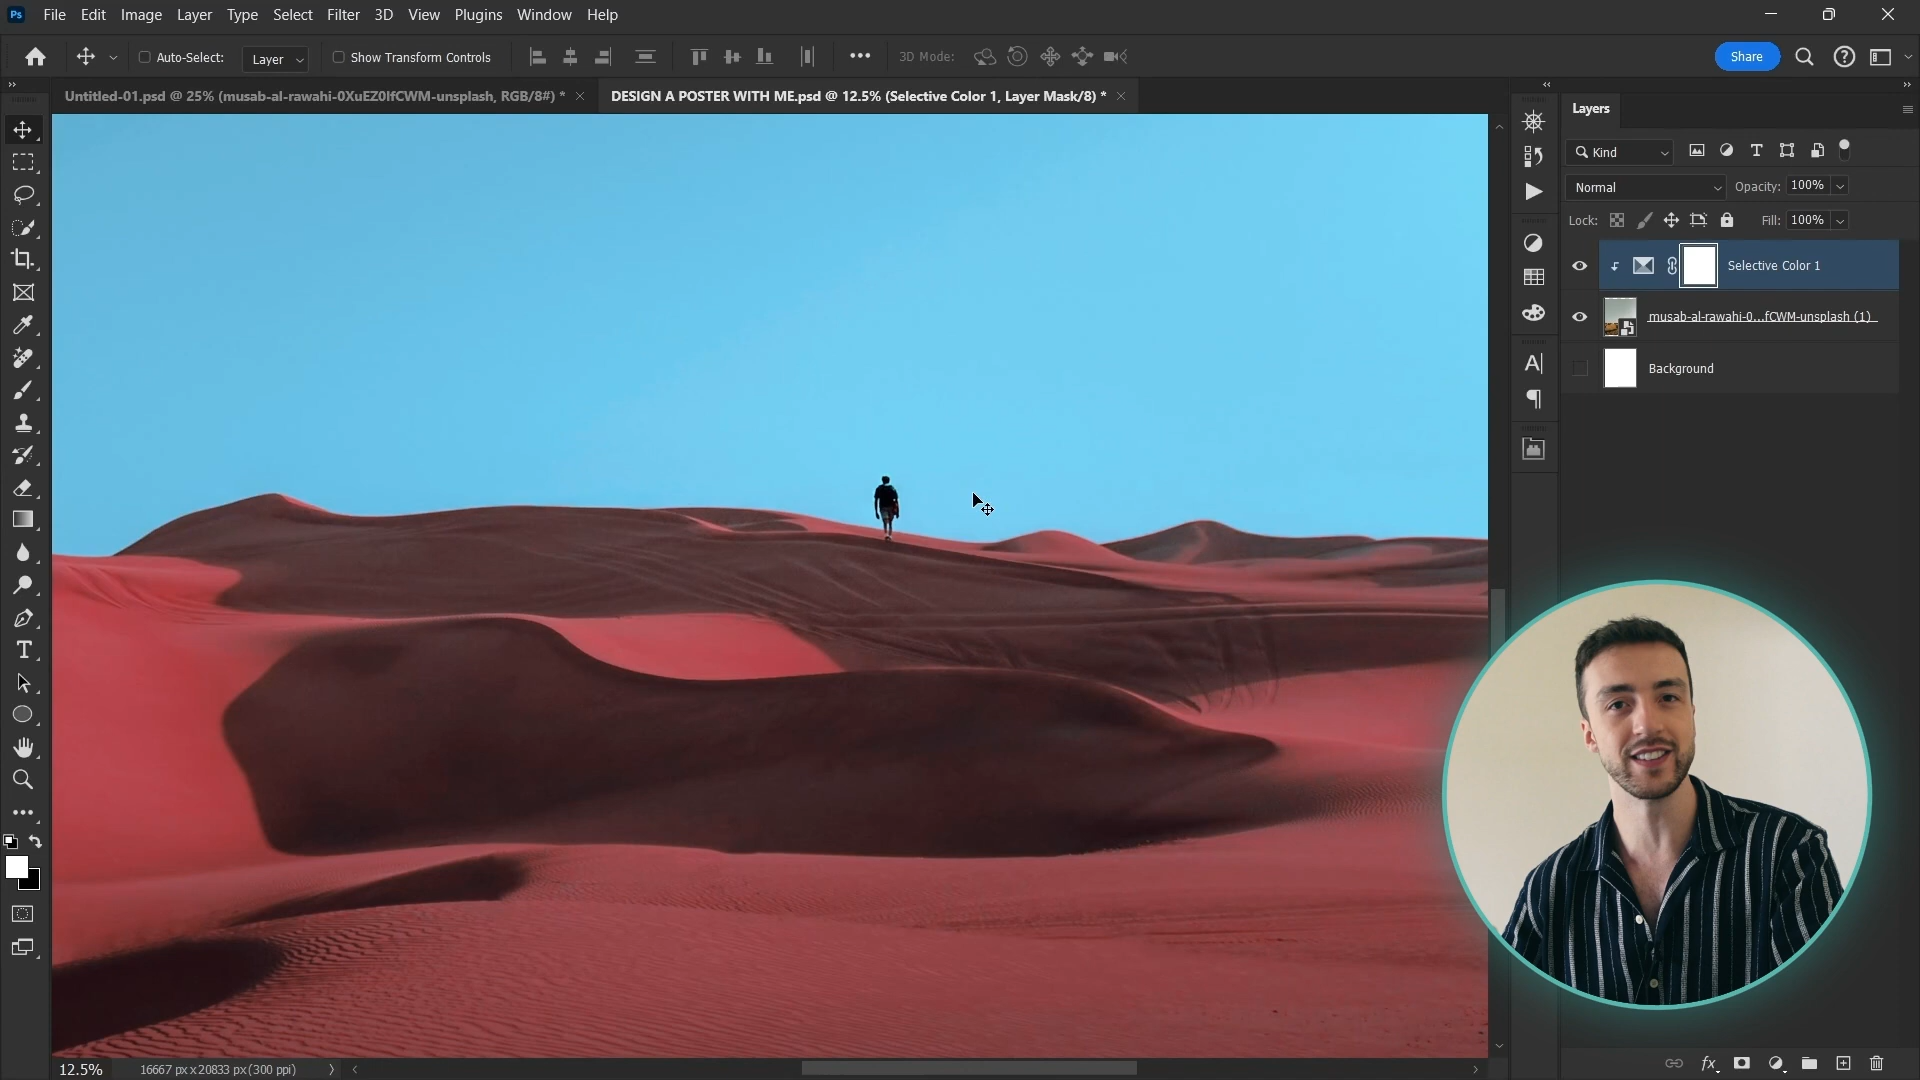 Ps File Edit Image Layer Type Select Filter 3D View Plugins Window Help
Auto-Select: Layer Show Transform Controls 3D Mode: Share
Untitled-01.psd @ 25% (musab-al-rawahi-0XuEZ0IfCWM-unsplash, RGB/8#) * DESIGN A POSTER WITH ME.psd @ 12.5% (Selective Color 1, Layer Mask/8) *
Layers
Kind
Normal Opacity: 100%
Lock: Fill: 100%
Selective Color 1
musab-al-rawahi-0...fCWM-unsplash (1)
Background
12.5% 16667 px x 20833 px (300 ppi)